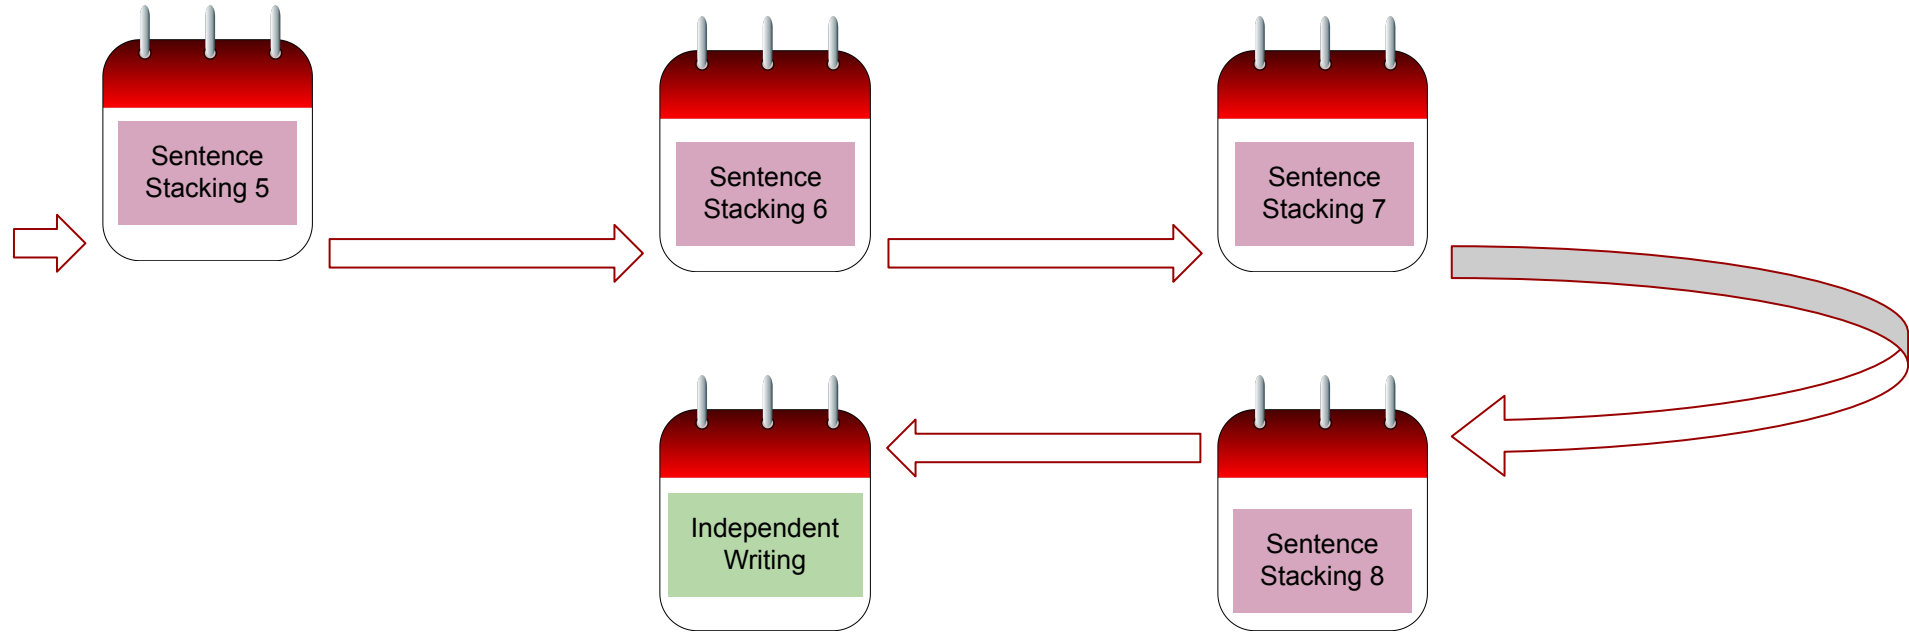 Sentence
Stacking 5
Sentence
Stacking 6
Sentence
Stacking 7
Sentence
Stacking 8
Independent
Writing